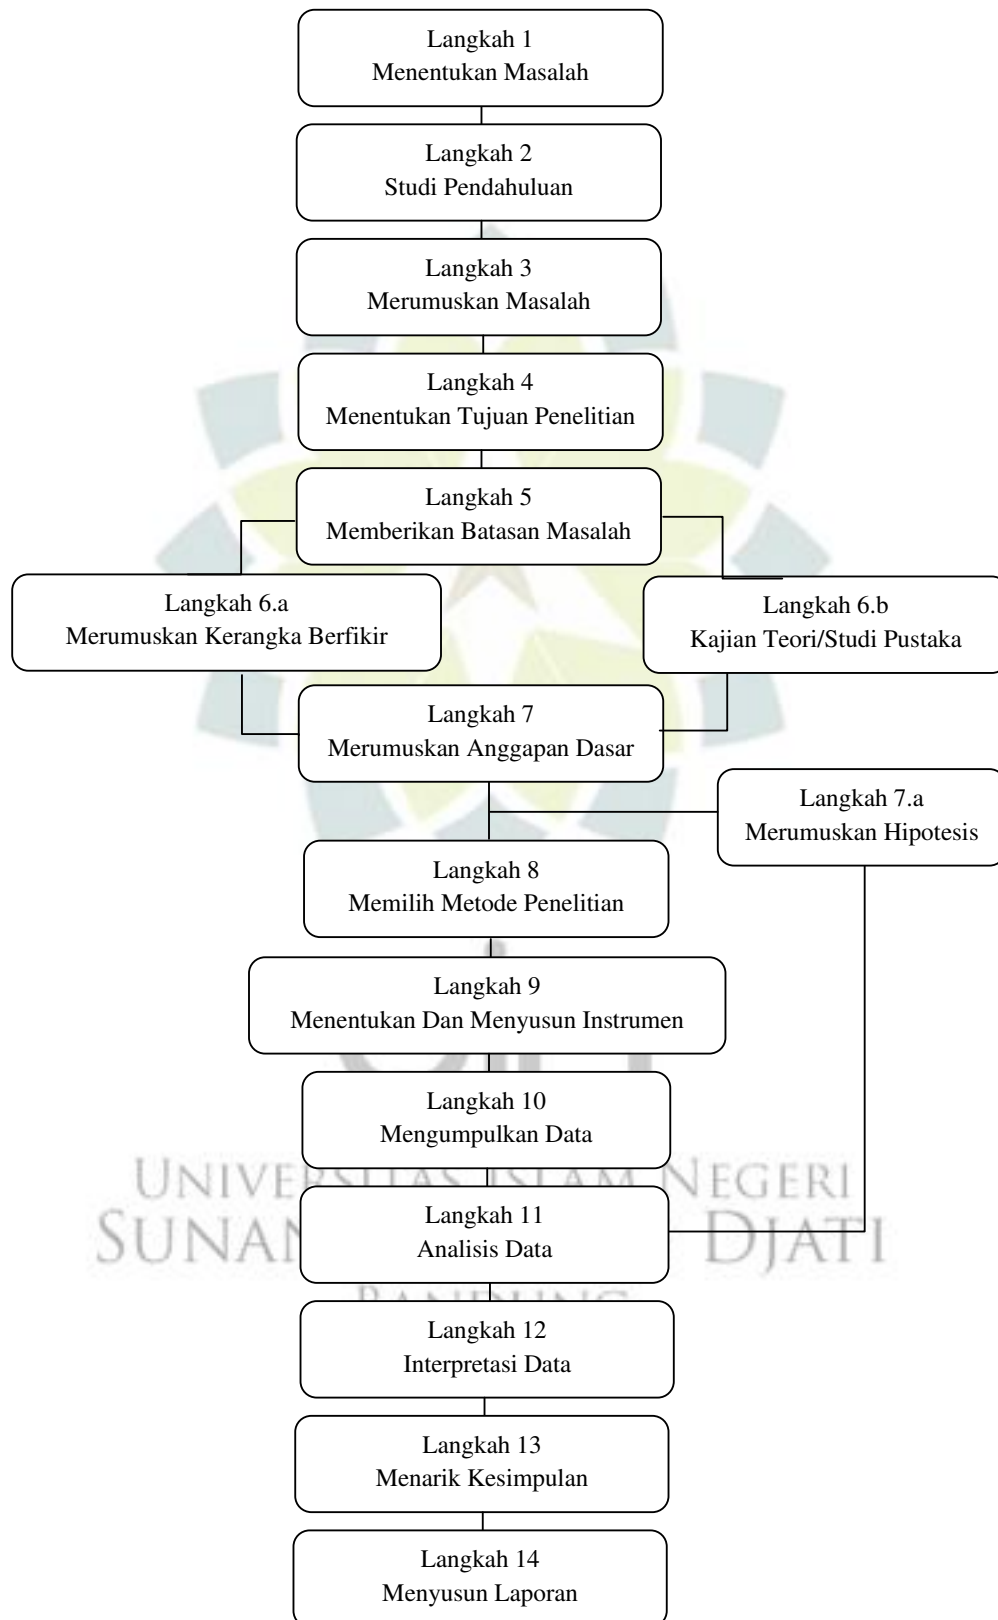 Langkah 1
Menentukan Masalah
Langkah 2
Studi Pendahuluan
Langkah 3
Merumuskan Masalah
Langkah 4
Menentukan Tujuan Penelitian
Langkah 5
Memberikan Batasan Masalah
Langkah 6.a
Merumuskan Kerangka Berfikir
Langkah 6.b
Kajian Teori/Studi Pustaka
Langkah 7
Merumuskan Anggapan Dasar
Langkah 7.a
Merumuskan Hipotesis
Langkah 8
Memilih Metode Penelitian
Langkah 9
Menentukan Dan Menyusun Instrumen
Langkah 10
Mengumpulkan Data
UNIVERSITAS ISLAM NEGERI
Langkah 11
Analisis Data
SUNAN DJATI
BANDUNG
Langkah 12
Interpretasi Data
Langkah 13
Menarik Kesimpulan
Langkah 14
Menyusun Laporan